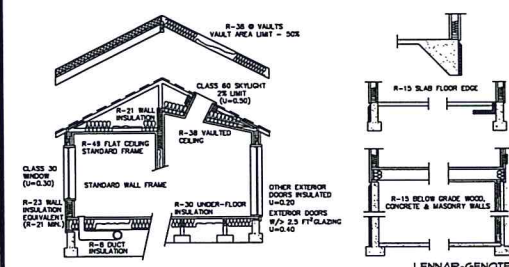 R-38 @ VAULTS
VAULT AREA LIMIT - 50%
CLASS 60 SKYLIGHT
2% LIMIT
(U=0.50)
R-21 WALL
INSULATION
R-49 FLAT CEILING
STANDARD FRAME
R-38 VAULTED
CEILING
CLASS 30
WINDOW
(U=0.30)
STANDARD WALL FRAME
R-23 WALL
INSULATION
EQUIVALENT
(R-21 MIN.)
R-30 UNDER-FLOOR
INSULATION
R-8 DUCT
INSULATION
OTHER EXTERIOR
DOORS INSULATED
U=0.20
EXTERIOR DOORS
W/> 2.5 FT² GLAZING
U=0.40
R-15 SLAB FLOOR EDGE
R-15 BELOW GRADE WOOD,
CONCRETE & MASONRY WALLS